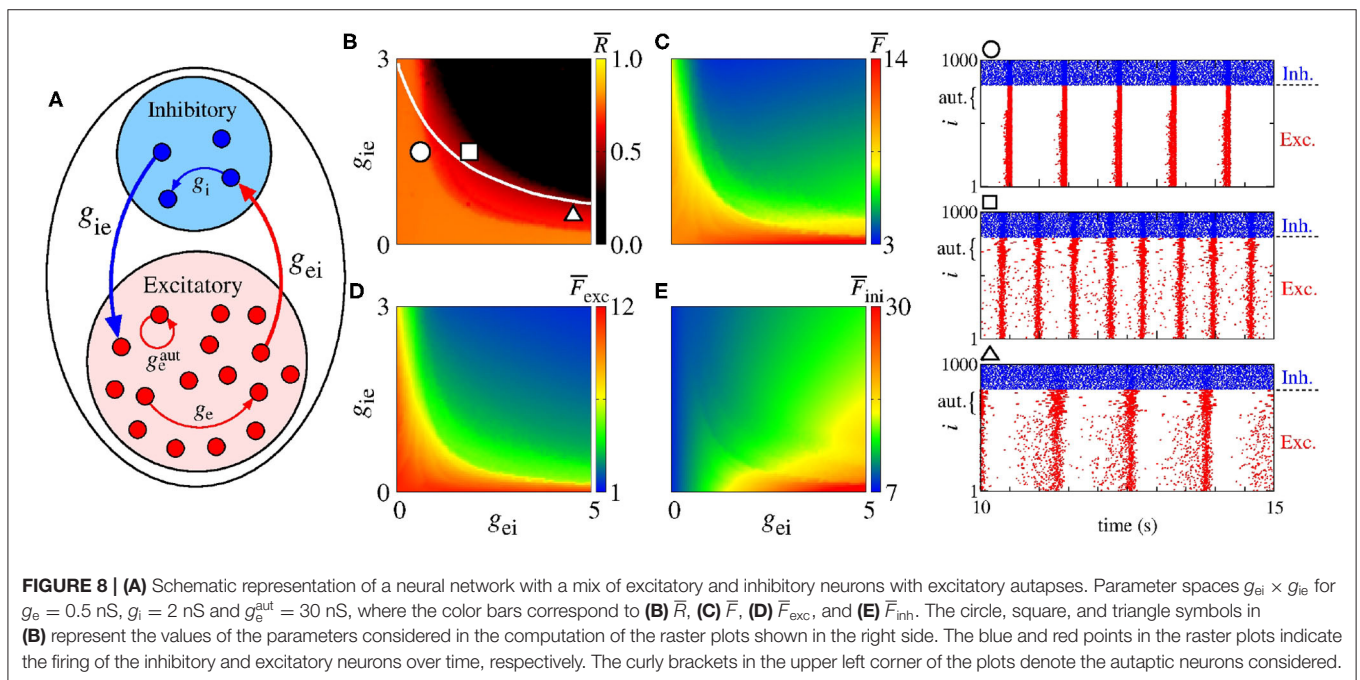 A
Inhibitory
g_i
g_ie
g_ei
Excitatory
g_e^aut
g_e
B
R̅
3
g_ie
0
1.0
0.5
0.0
C
F̅
14
3
D
F̅_exc
3
g_ie
0
12
1
0
g_ei
5
E
F̅_ini
30
7
0
g_ei
5
1000
aut.{
i
1
Inh.
Exc.
1000
aut.{
i
1
Inh.
Exc.
1000
aut.{
i
1
Inh.
Exc.
10
15
time (s)
FIGURE 8 | (A) Schematic representation of a neural network with a mix of excitatory and inhibitory neurons with excitatory autapses. Parameter spaces g_ei × g_ie for
g_e = 0.5 nS, g_i = 2 nS and g_e^aut = 30 nS, where the color bars correspond to (B) R̅, (C) F̅, (D) F̅_exc, and (E) F̅_inh. The circle, square, and triangle symbols in
(B) represent the values of the parameters considered in the computation of the raster plots shown in the right side. The blue and red points in the raster plots indicate
the firing of the inhibitory and excitatory neurons over time, respectively. The curly brackets in the upper left corner of the plots denote the autaptic neurons considered.